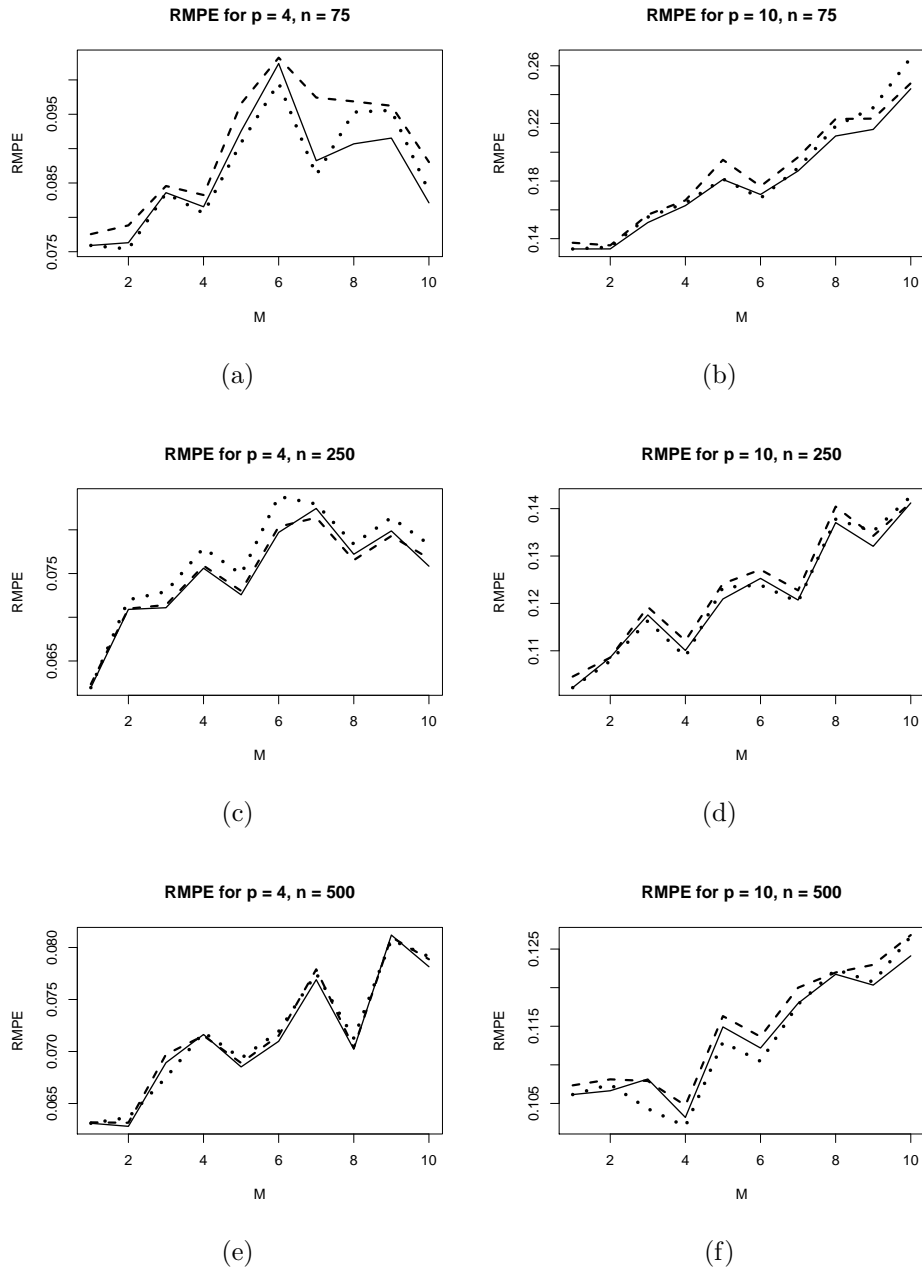 RMPE for p = 4, n = 75
RMPE
0.075 0.085 0.095
2 4 6 8 10
M
(a)
RMPE for p = 10, n = 75
RMPE
0.14 0.18 0.22 0.26
2 4 6 8 10
M
(b)
RMPE for p = 4, n = 250
RMPE
0.065 0.075
2 4 6 8 10
M
(c)
RMPE for p = 10, n = 250
RMPE
0.11 0.12 0.13 0.14
2 4 6 8 10
M
(d)
RMPE for p = 4, n = 500
RMPE
0.065 0.070 0.075 0.080
2 4 6 8 10
M
(e)
RMPE for p = 10, n = 500
RMPE
0.105 0.115 0.125
2 4 6 8 10
M
(f)